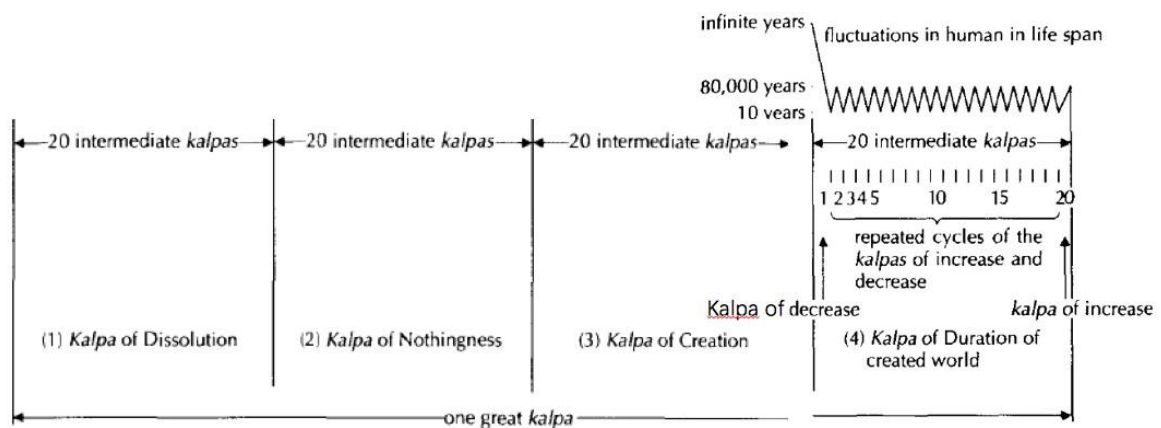 infinite years
fluctuations in human in life span
80,000 years
10 years
20 intermediate kalpas
20 intermediate kalpas
20 intermediate kalpas
20 intermediate kalpas
1 2 3 4 5 10 15 20
repeated cycles of the
kalpas of increase and
decrease
Kalpa of decrease
kalpa of increase
(1) Kalpa of Dissolution
(2) Kalpa of Nothingness
(3) Kalpa of Creation
(4) Kalpa of Duration of
created world
one great kalpa